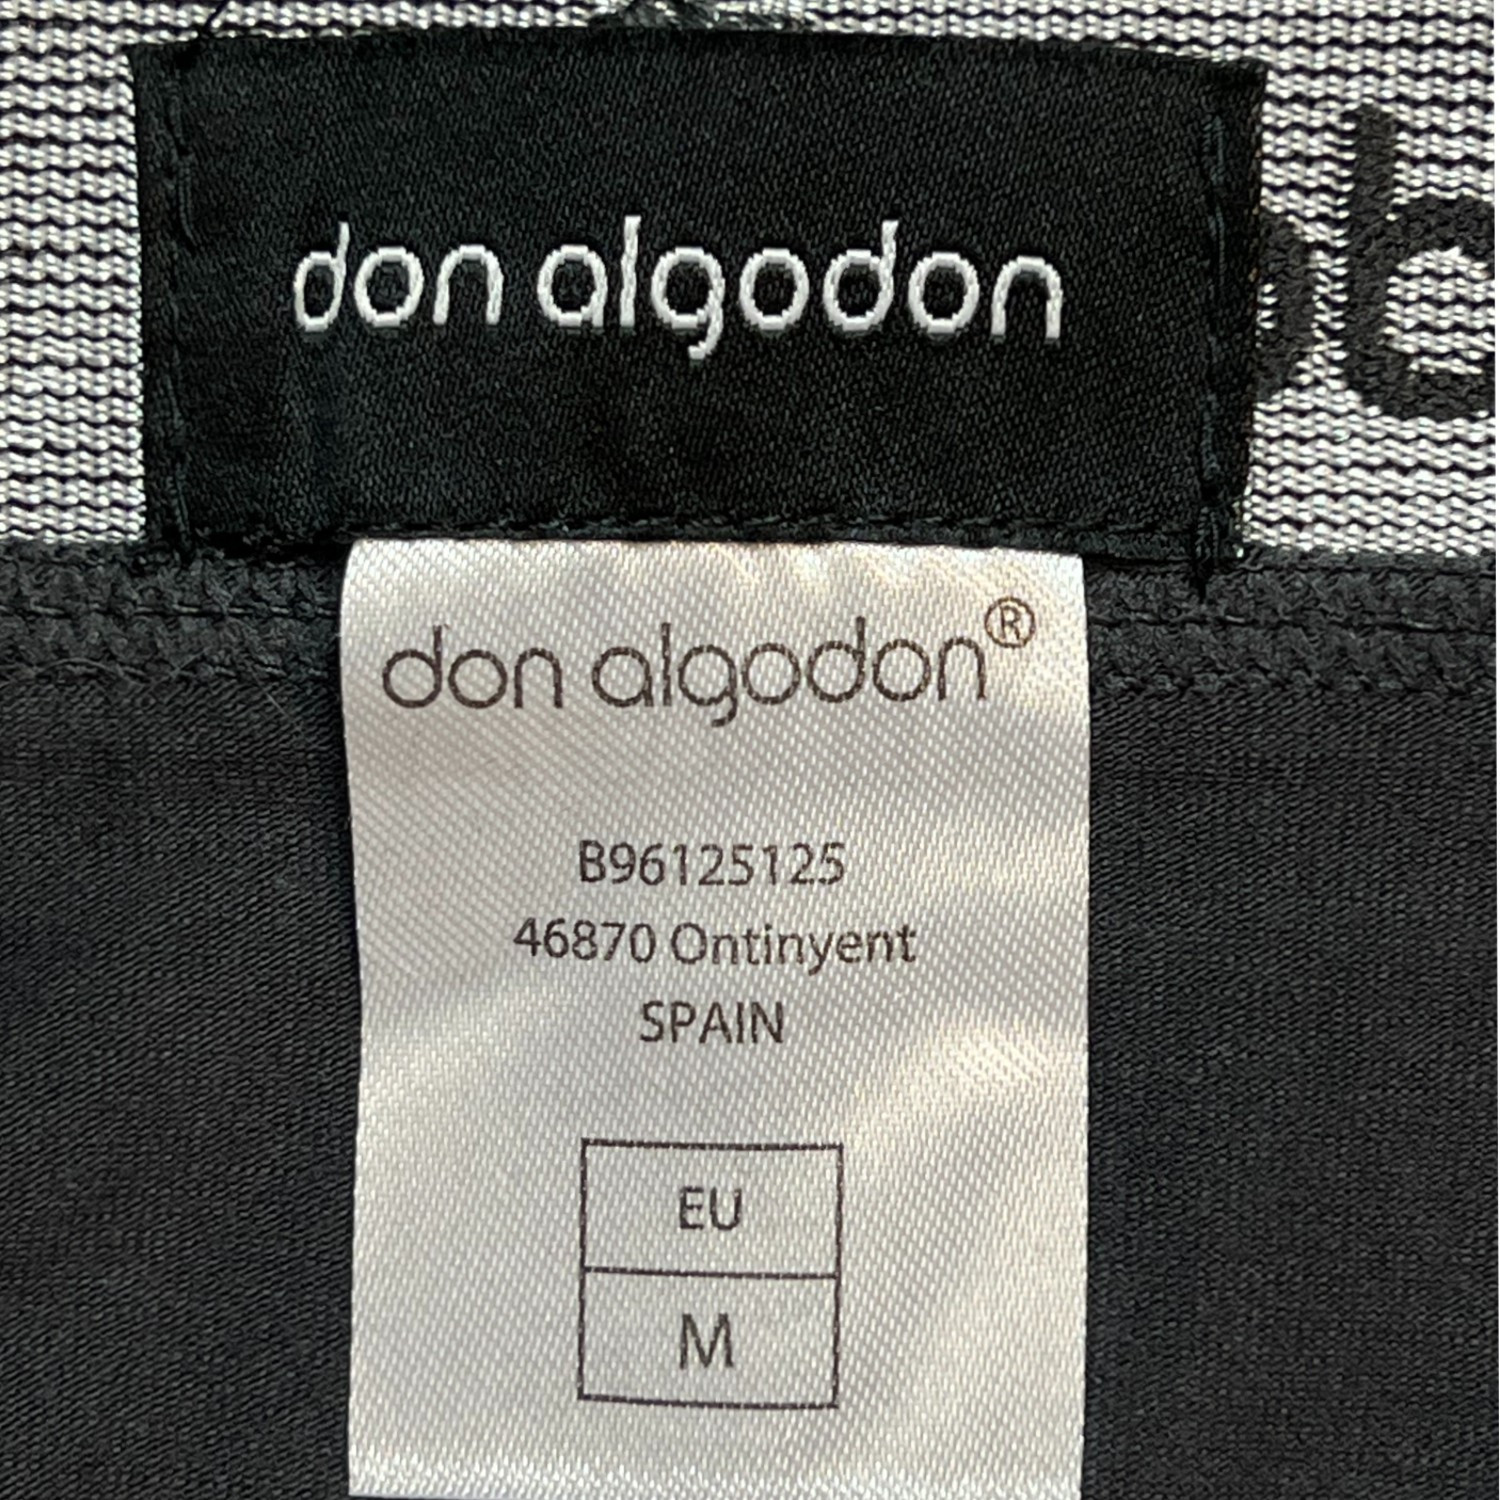 don algodon
don algodon®
B96125125
46870 Ontinyent
SPAIN
EU
M